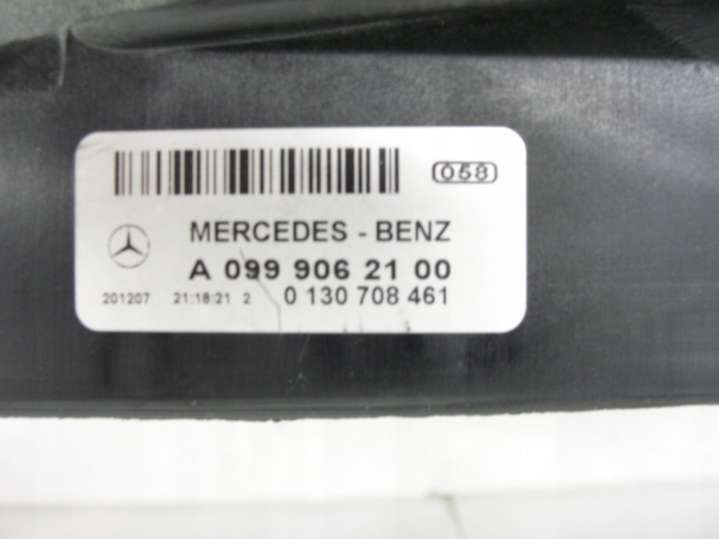 058
MERCEDES - BENZ
A 099 906 21 00
201207 21:18:21 2 0 130 708 461